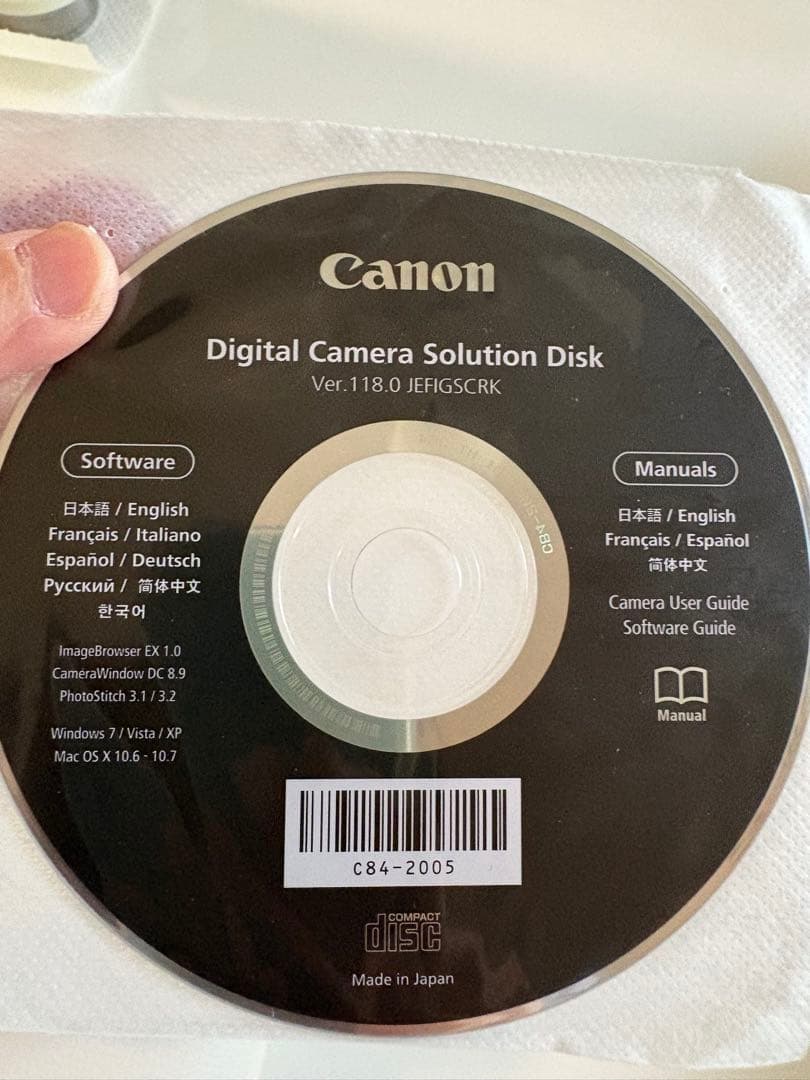 Canon
Digital Camera Solution Disk
Ver.118.0 JEFIGSCRK
Software
日本語 / English
Français / Italiano
Español / Deutsch
Русский / 简体中文
한국어
ImageBrowser EX 1.0
CameraWindow DC 8.9
PhotoStitch 3.1 / 3.2
Windows 7 / Vista / XP
Mac OS X 10.6 - 10.7
Manuals
日本語 / English
Français / Español
简体中文
Camera User Guide
Software Guide
Manual
C84-2005
COMPACT
disc
Made in Japan